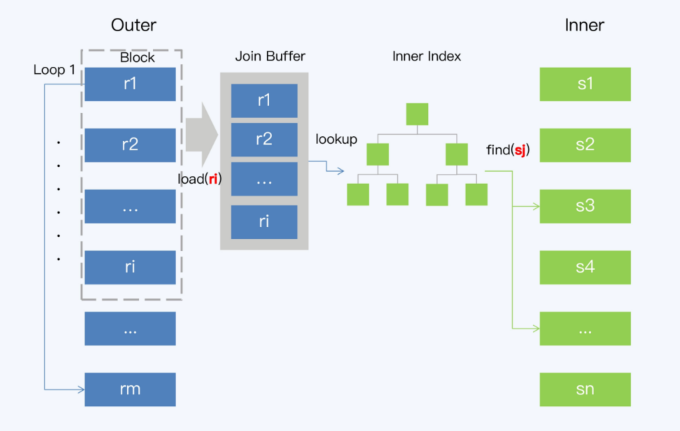 Outer
Inner
Block
Join Buffer
Inner Index
Loop 1
r1
r2
...
ri
...
rm
load(ri)
r1
r2
...
ri
lookup
find(sj)
s1
s2
s3
s4
...
sn